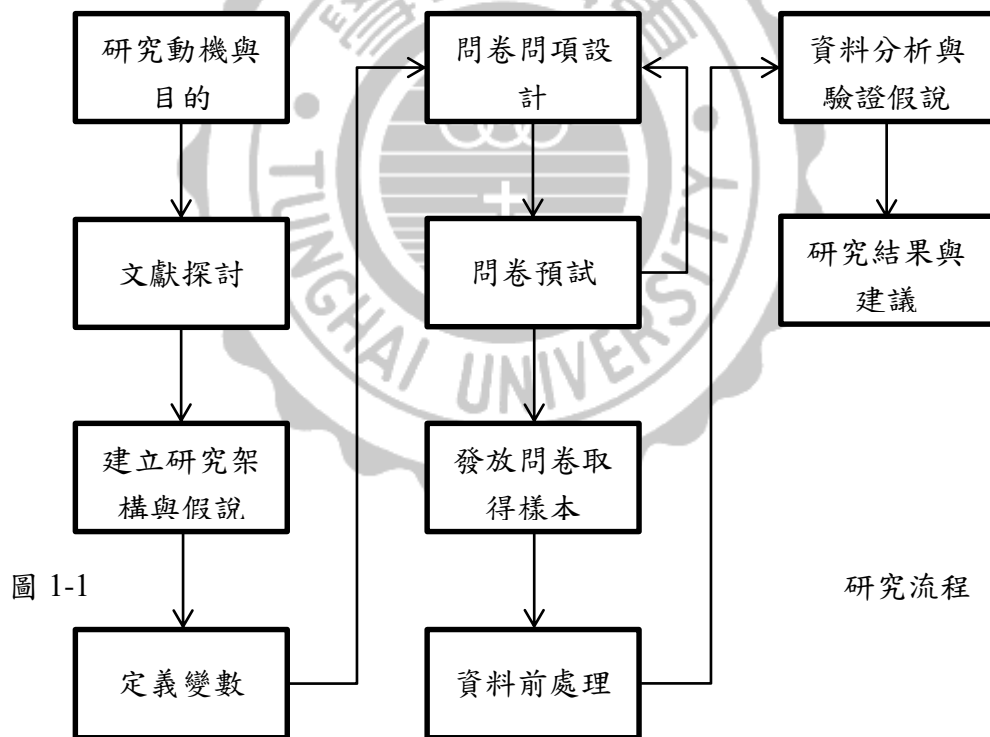 研究動機與
目的
文獻探討
建立研究架
構與假說
定義變數
問卷問項設
計
問卷預試
發放問卷取
得樣本
資料前處理
資料分析與
驗證假說
研究結果與
建議
圖 1-1
研究流程
TUNGHAI UNIVERSITY